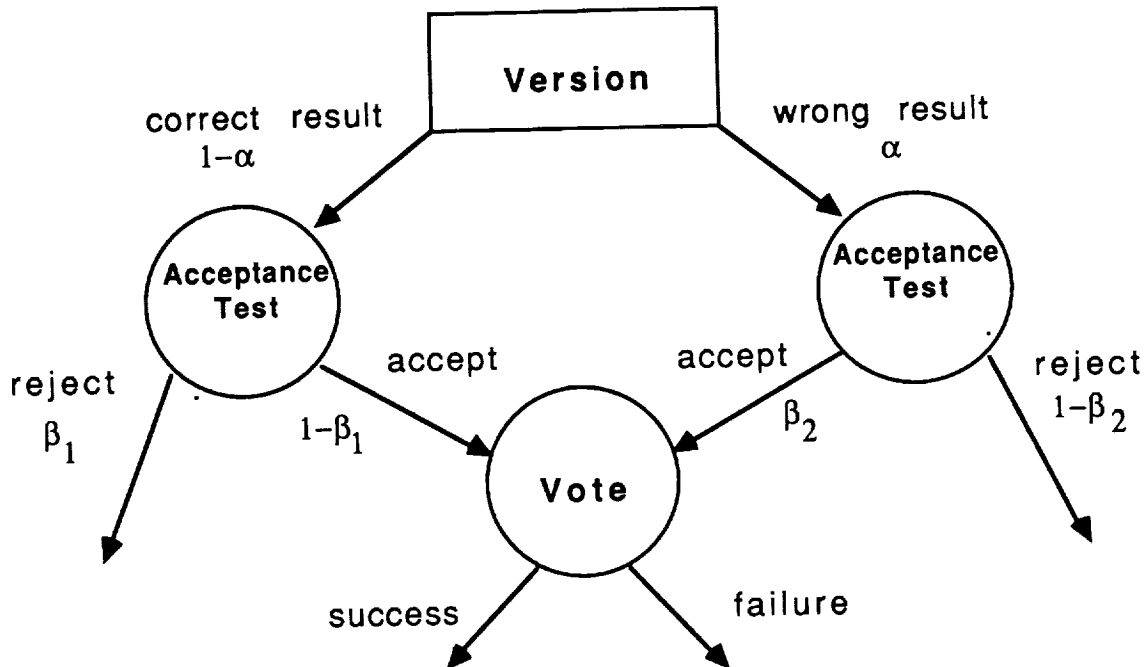 Version
correct result
1-α
wrong result
α
Acceptance
Test
Acceptance
Test
reject
β1
accept
1-β1
accept
β2
reject
1-β2
Vote
success
failure